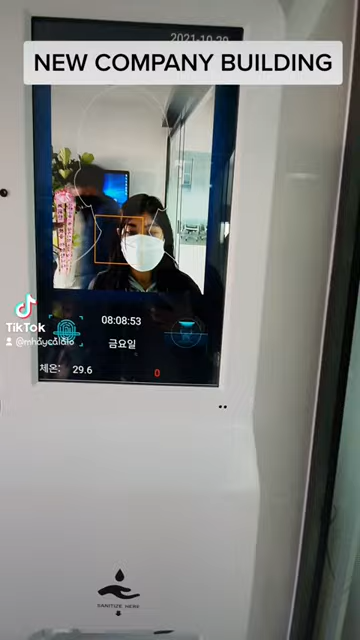 2021-10-29
NEW COMPANY BUILDING
TikTok
@mhaycalalo
08:08:53
금요일
체온: 29.6 0
SANITIZE HERE